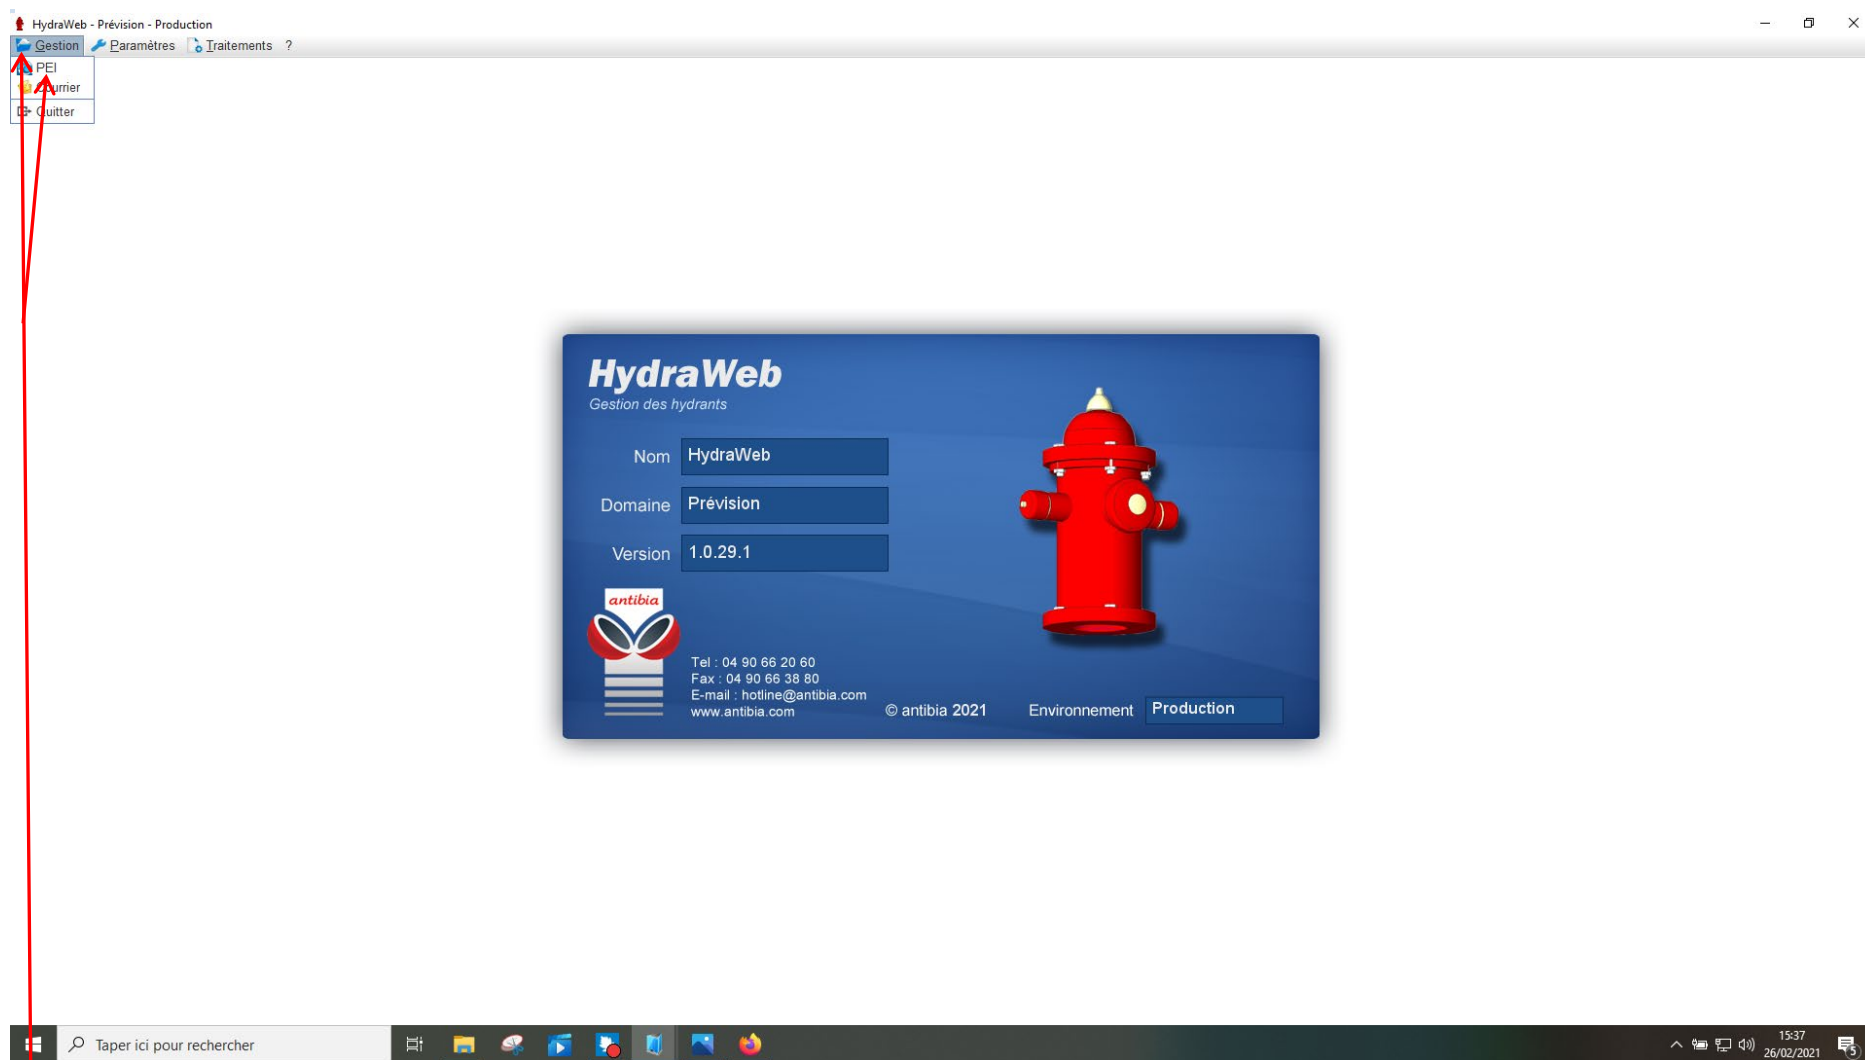 HydraWeb - Prévision - Production
Gestion Paramètres Traitements ?
PEI
Courrier
Quitter
HydraWeb
Gestion des hydrants
Nom HydraWeb
Domaine Prévision
Version 1.0.29.1
antibia
Tel : 04 90 66 20 60
Fax : 04 90 66 38 80
E-mail : hotline@antibia.com
www.antibia.com
© antibia 2021 Environnement Production
Taper ici pour rechercher
15:37
26/02/2021
5